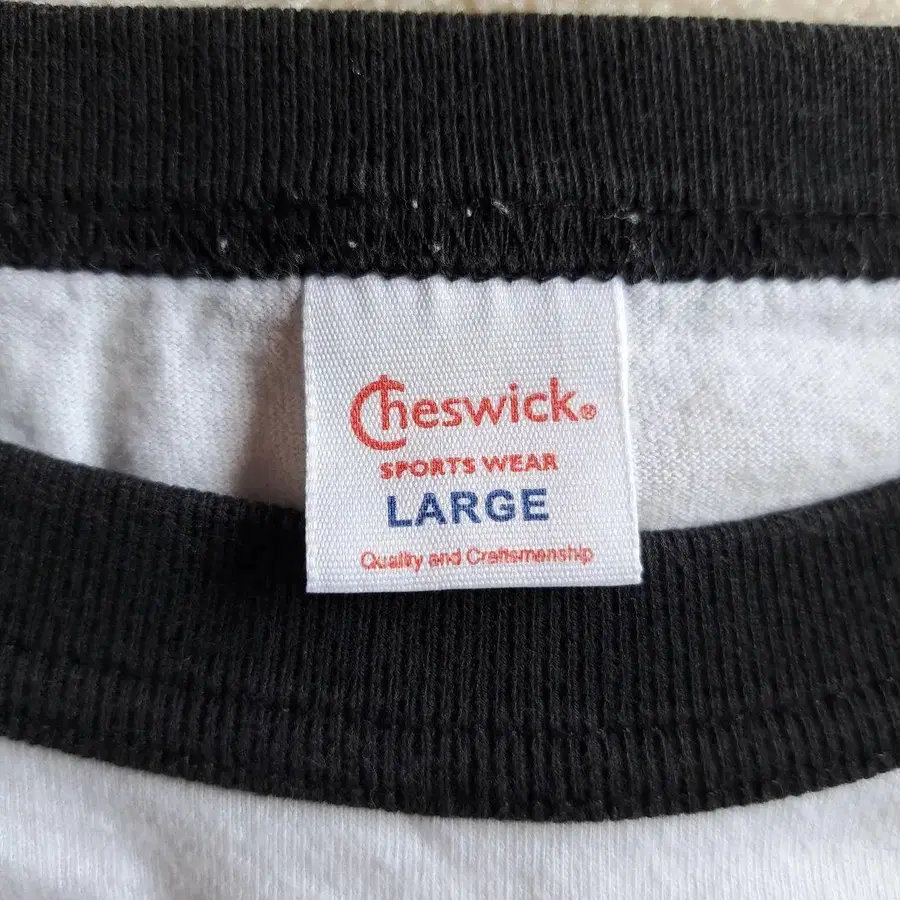 Cheswick®
SPORTS WEAR
LARGE
Quality and Craftsmenship